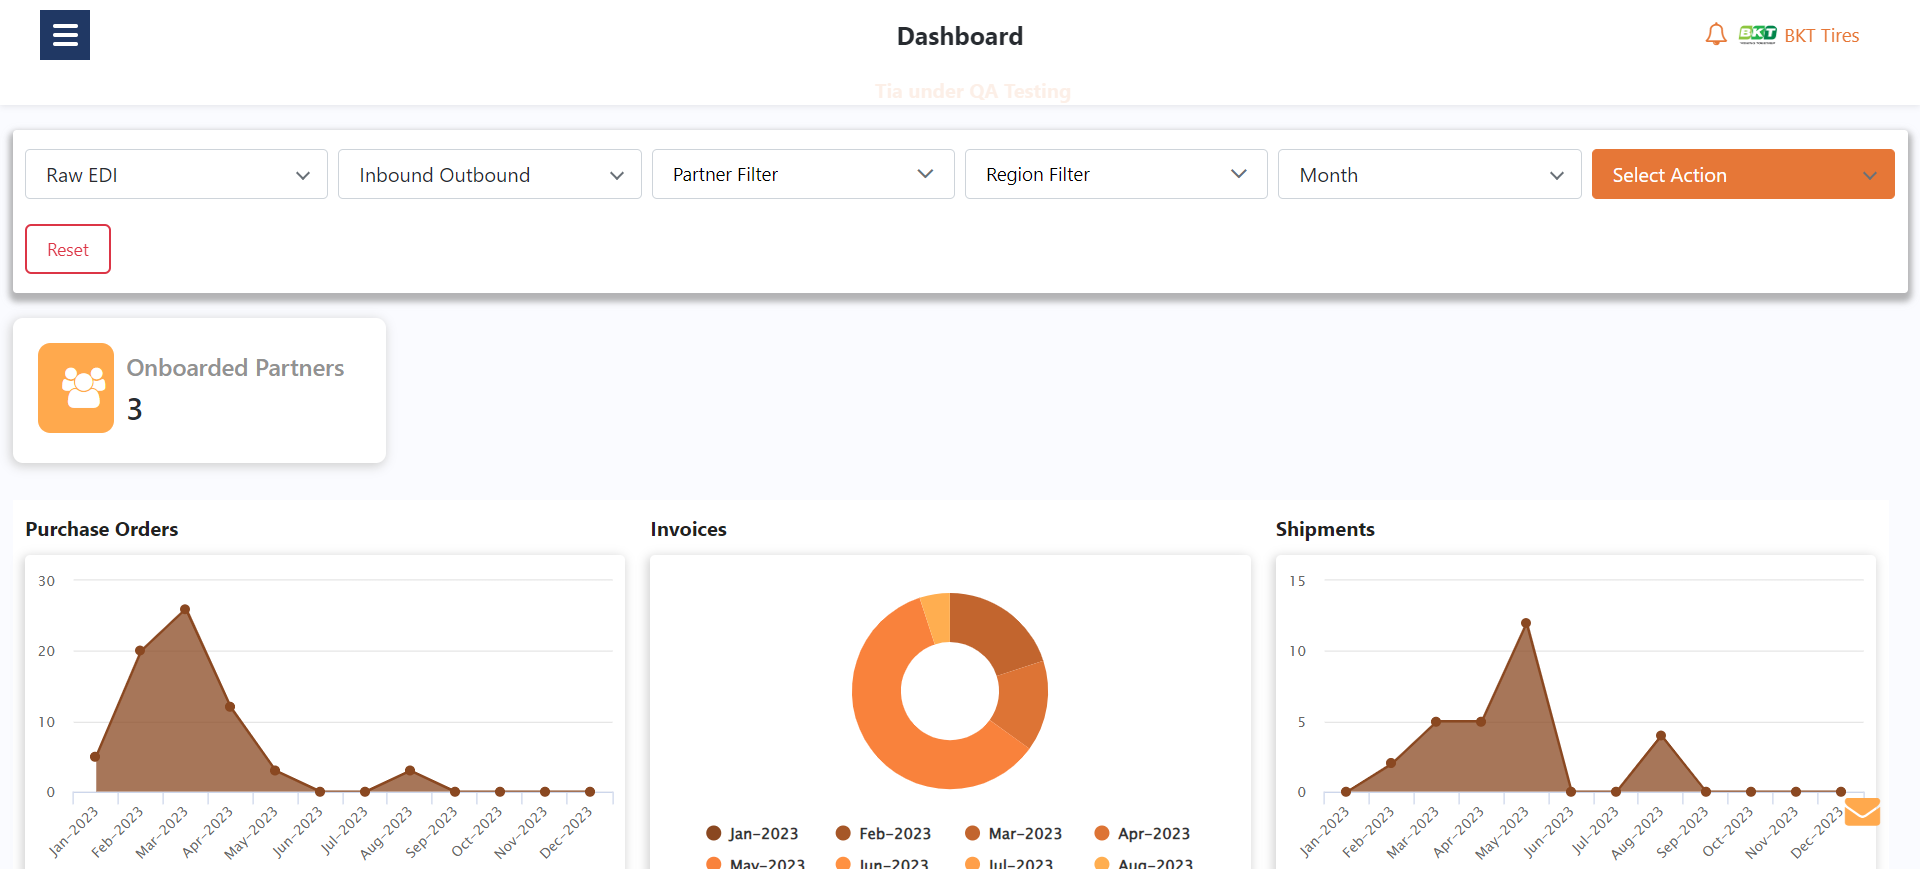 Dashboard
BKT BKT Tires
Tia under QA Testing
Raw EDI
Inbound Outbound
Partner Filter
Region Filter
Month
Select Action
Reset
Onboarded Partners
3
Purchase Orders
30
20
10
0
Jan-2023
Feb-2023
Mar-2023
Apr-2023
May-2023
Jun-2023
Jul-2023
Aug-2023
Sep-2023
Oct-2023
Nov-2023
Dec-2023
Invoices
Jan-2023 Feb-2023 Mar-2023 Apr-2023
May-2023 Jun-2023 Jul-2023 Aug-2023
Shipments
15
10
5
0
Jan-2023
Feb-2023
Mar-2023
Apr-2023
May-2023
Jun-2023
Jul-2023
Aug-2023
Sep-2023
Oct-2023
Nov-2023
Dec-2023